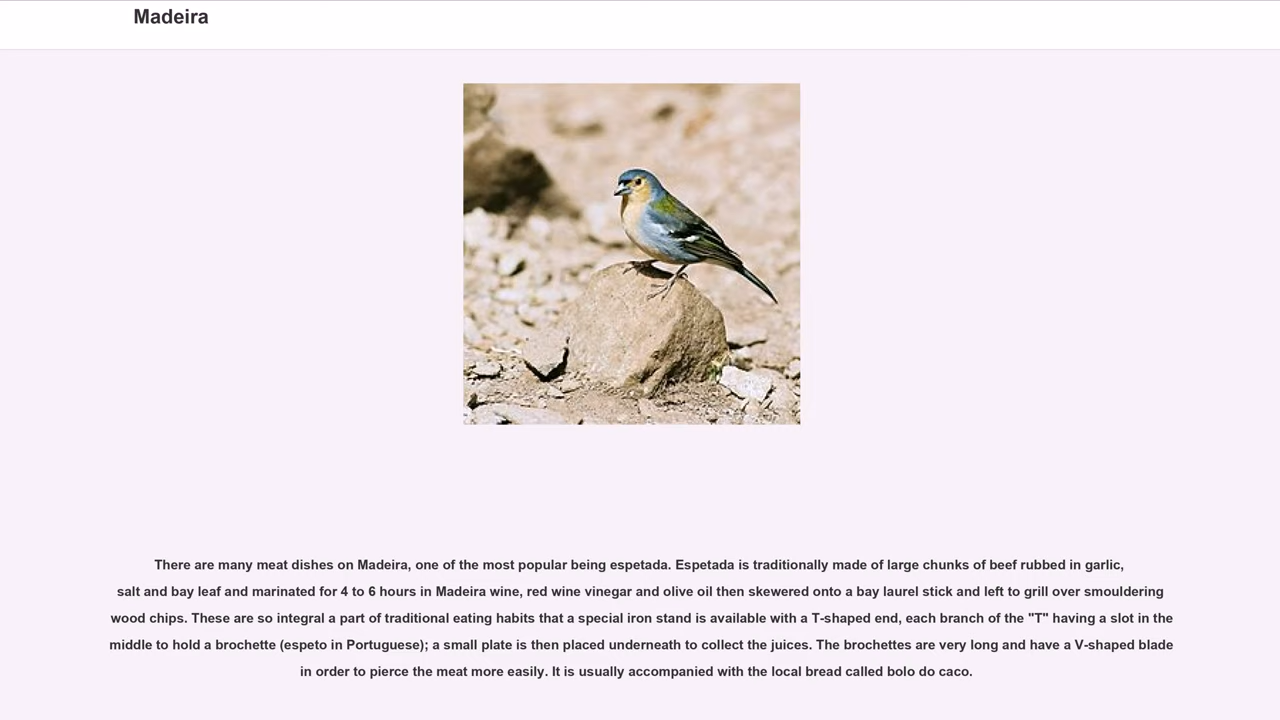 Madeira
There are many meat dishes on Madeira, one of the most popular being espetada. Espetada is traditionally made of large chunks of beef rubbed in garlic,
salt and bay leaf and marinated for 4 to 6 hours in Madeira wine, red wine vinegar and olive oil then skewered onto a bay laurel stick and left to grill over smouldering
wood chips. These are so integral a part of traditional eating habits that a special iron stand is available with a T-shaped end, each branch of the "T" having a slot in the
middle to hold a brochette (espeto in Portuguese); a small plate is then placed underneath to collect the juices. The brochettes are very long and have a V-shaped blade
in order to pierce the meat more easily. It is usually accompanied with the local bread called bolo do caco.